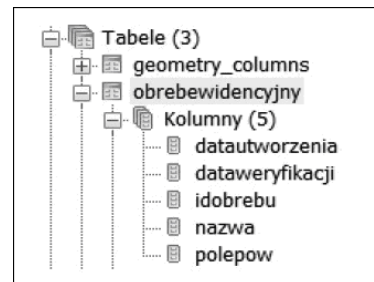 Tabele (3)
geometry_columns
obrebewidencyjny
Kolumny (5)
datautworzenia
dataweryfikacji
idobrebu
nazwa
polepow